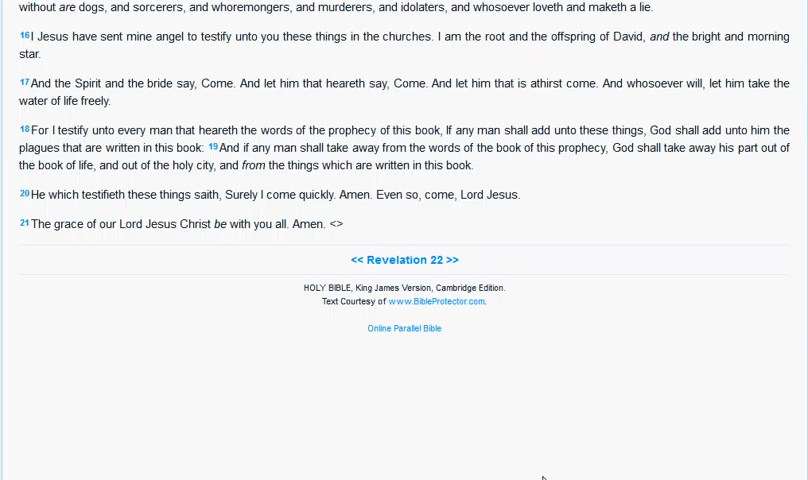 without are dogs, and sorcerers, and whoremongers, and murderers, and idolaters, and whosoever loveth and maketh a lie.
16I Jesus have sent mine angel to testify unto you these things in the churches. I am the root and the offspring of David, and the bright and morning
star.
17And the Spirit and the bride say, Come. And let him that heareth say, Come. And let him that is athirst come. And whosoever will, let him take the
water of life freely.
18For I testify unto every man that heareth the words of the prophecy of this book, If any man shall add unto these things, God shall add unto him the
plagues that are written in this book: 19And if any man shall take away from the words of the book of this prophecy, God shall take away his part out of
the book of life, and out of the holy city, and from the things which are written in this book.
20He which testifieth these things saith, Surely I come quickly. Amen. Even so, come, Lord Jesus.
21The grace of our Lord Jesus Christ be with you all. Amen. <>
<< Revelation 22 >>
HOLY BIBLE, King James Version, Cambridge Edition.
Text Courtesy of www.BibleProtector.com.
Online Parallel Bible